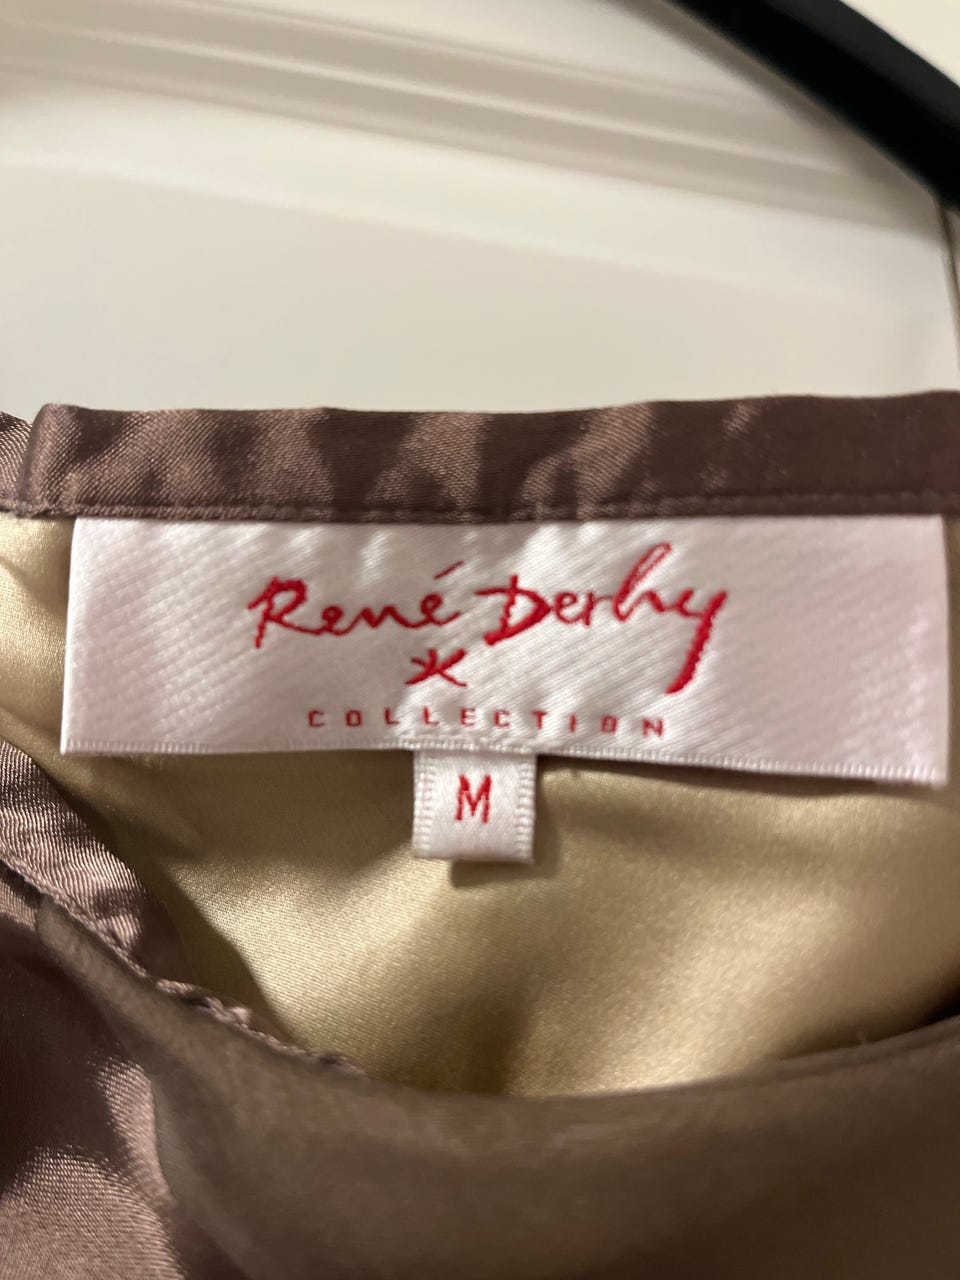 René Derhy
COLLECTION
M